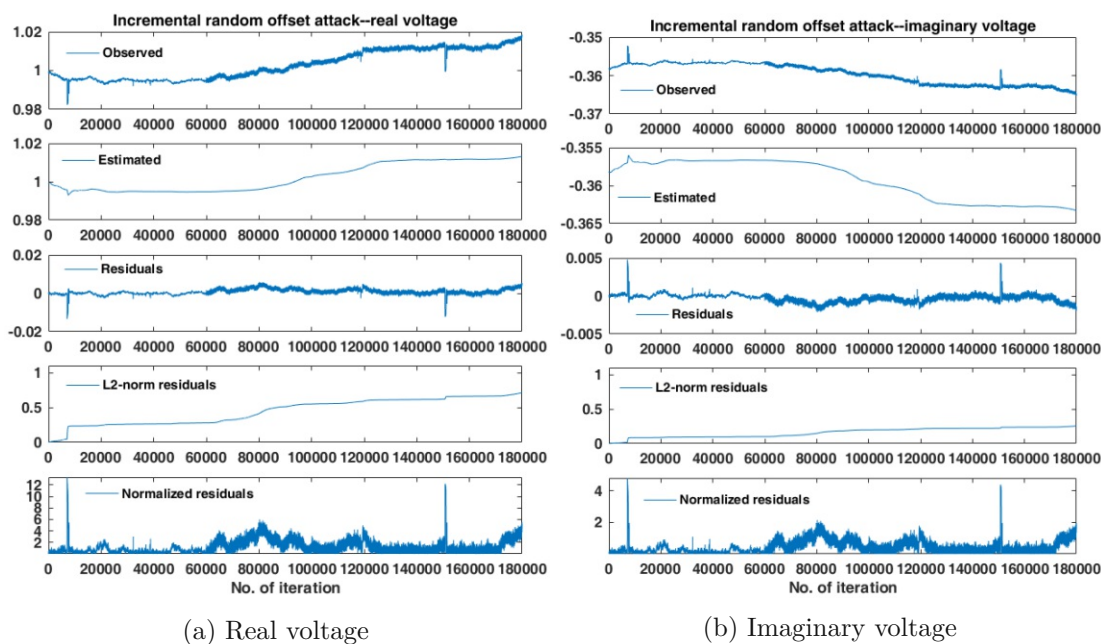 Incremental random offset attack--real voltage
1.02
1
0.98
Observed
0 20000 40000 60000 80000 100000 120000 140000 160000 180000
1.02
1
0.98
Estimated
0 20000 40000 60000 80000 100000 120000 140000 160000 180000
0.02
0
-0.02
Residuals
0 20000 40000 60000 80000 100000 120000 140000 160000 180000
1
0.5
0
L2-norm residuals
0 20000 40000 60000 80000 100000 120000 140000 160000 180000
12
10
8
6
4
2
Normalized residuals
0 20000 40000 60000 80000 100000 120000 140000 160000 180000
No. of iteration
(a) Real voltage
Incremental random offset attack--imaginary voltage
-0.35
-0.36
-0.37
Observed
0 20000 40000 60000 80000 100000 120000 140000 160000 180000
-0.355
-0.36
-0.365
Estimated
0 20000 40000 60000 80000 100000 120000 140000 160000 180000
0.005
0
-0.005
Residuals
0 20000 40000 60000 80000 100000 120000 140000 160000 180000
1
0.5
0
L2-norm residuals
0 20000 40000 60000 80000 100000 120000 140000 160000 180000
4
2
Normalized residuals
0 20000 40000 60000 80000 100000 120000 140000 160000 180000
No. of iteration
(b) Imaginary voltage